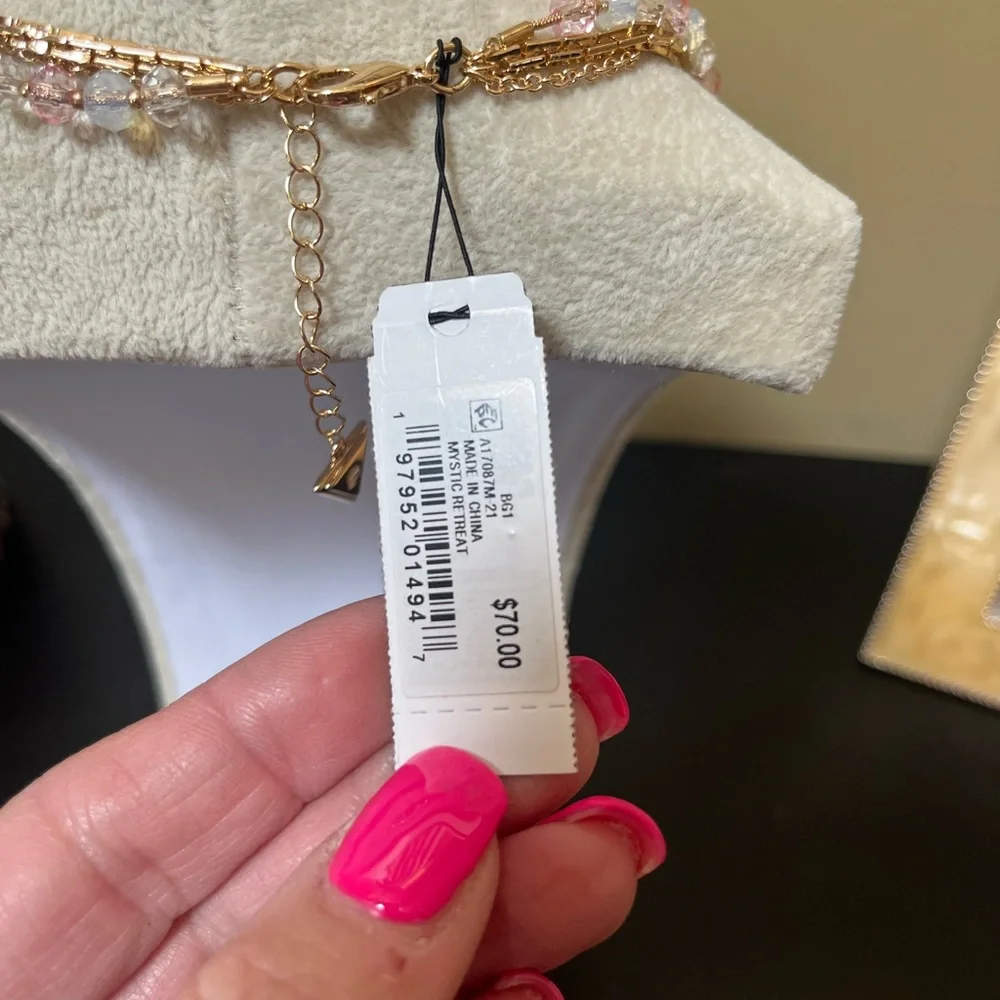 BG1
A17087M-21
MADE IN CHINA
MYSTIC RETREAT
$70.00
1 97952 01494 7